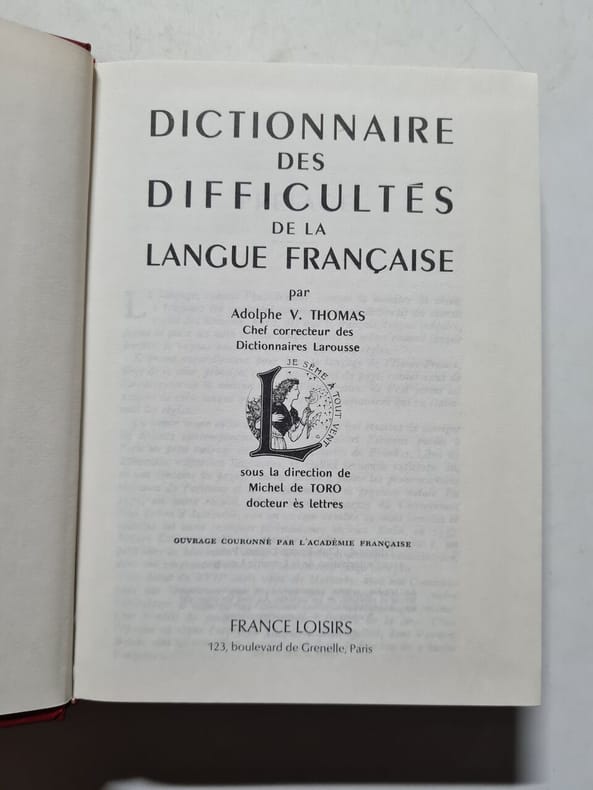 DICTIONNAIRE
DES
DIFFICULTÉS
DE LA
LANGUE FRANÇAISE
par
Adolphe V. THOMAS
Chef correcteur des
Dictionnaires Larousse
JE SÈME À TOUT VENT
L
sous la direction de
Michel de TORO
docteur ès lettres
OUVRAGE COURONNÉ PAR L'ACADÉMIE FRANÇAISE
FRANCE LOISIRS
123, boulevard de Grenelle, Paris